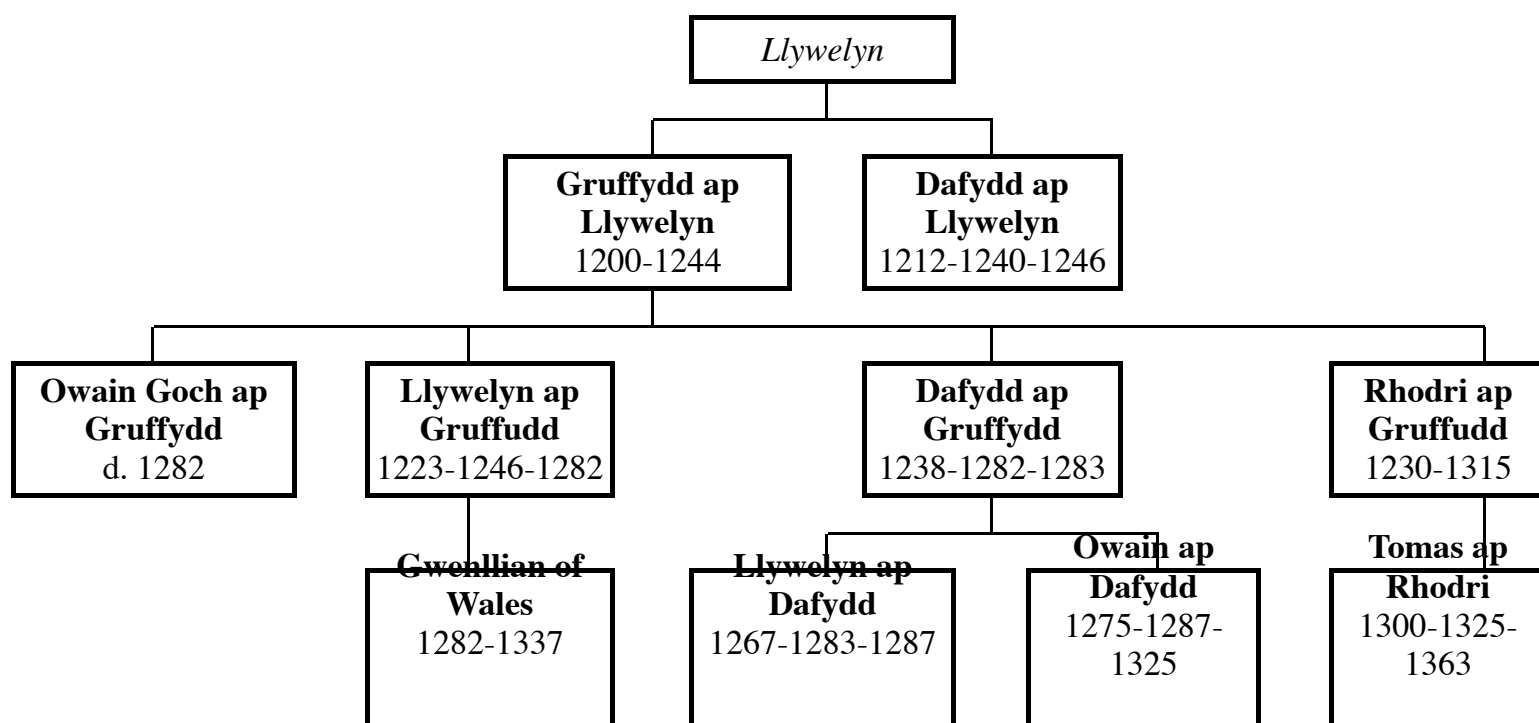 Llywelyn
Gruffydd ap
Llywelyn
1200-1244
Dafydd ap
Llywelyn
1212-1240-1246
Owain Goch ap
Gruffydd
d. 1282
Llywelyn ap
Gruffudd
1223-1246-1282
Dafydd ap
Gruffydd
1238-1282-1283
Rhodri ap
Gruffudd
1230-1315
Gwenllian of
Wales
1282-1337
Llywelyn ap
Dafydd
1267-1283-1287
Owain ap
Dafydd
1275-1287-
1325
Tomas ap
Rhodri
1300-1325-
1363